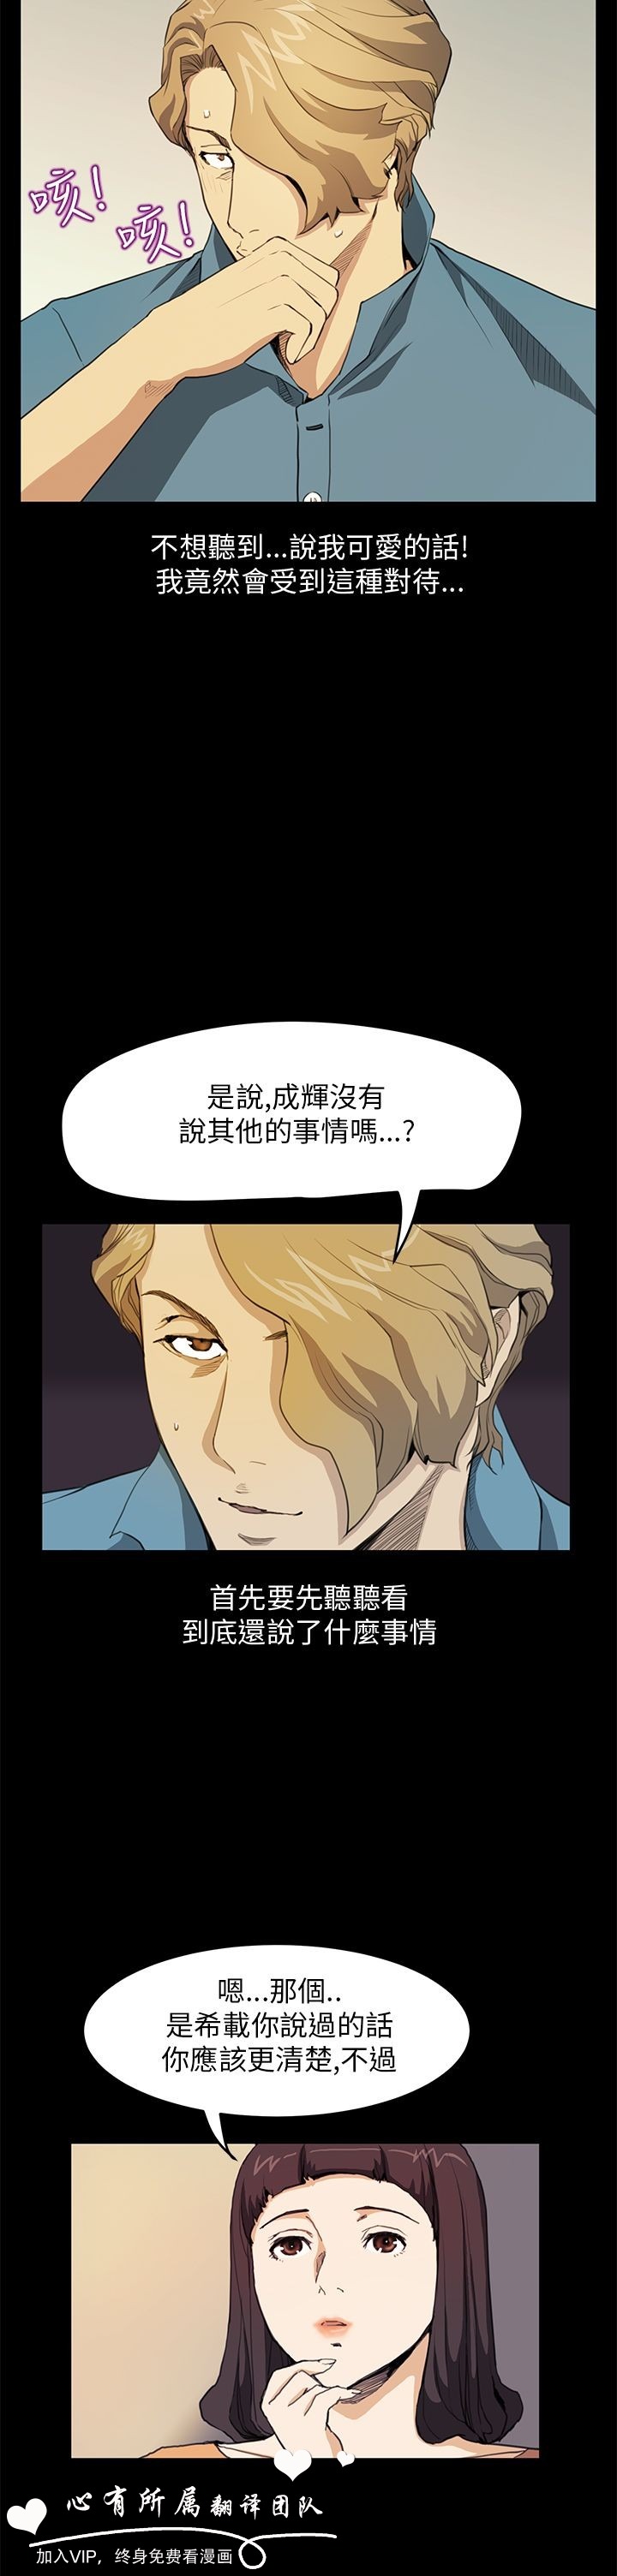 咳!
咳!
不想聽到...說我可愛的話!
我竟然會受到這種對待...
是說,成輝沒有
說其他的事情嗎...?
首先要先聽聽看
到底還說了什麼事情
嗯...那個..
是希載你說過的話
你應該更清楚,不過
心有所属翻译团队
加入VIP，终身免费看漫画